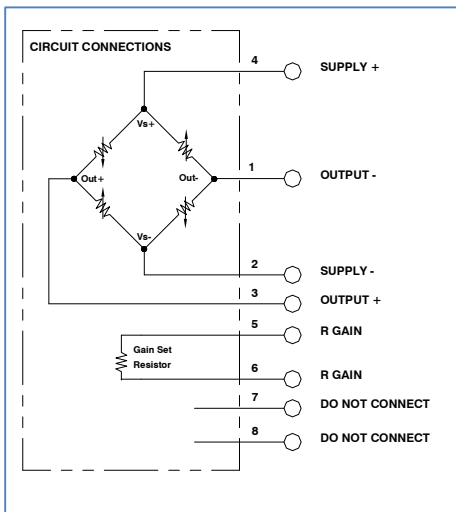 CIRCUIT CONNECTIONS
4 SUPPLY +
Vs+
Out+ Out- 1 OUTPUT -
Vs-
2 SUPPLY -
3 OUTPUT +
5 R GAIN
Gain Set
Resistor
6 R GAIN
7 DO NOT CONNECT
8 DO NOT CONNECT